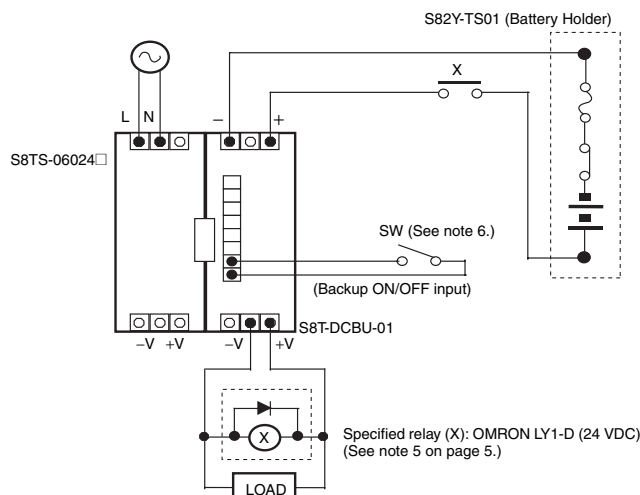 S82Y-TS01 (Battery Holder)
X
L N − +
S8TS-06024□
SW (See note 6.)
(Backup ON/OFF input)
S8T-DCBU-01
−V +V −V +V
X
Specified relay (X): OMRON LY1-D (24 VDC)
(See note 5 on page 5.)
LOAD